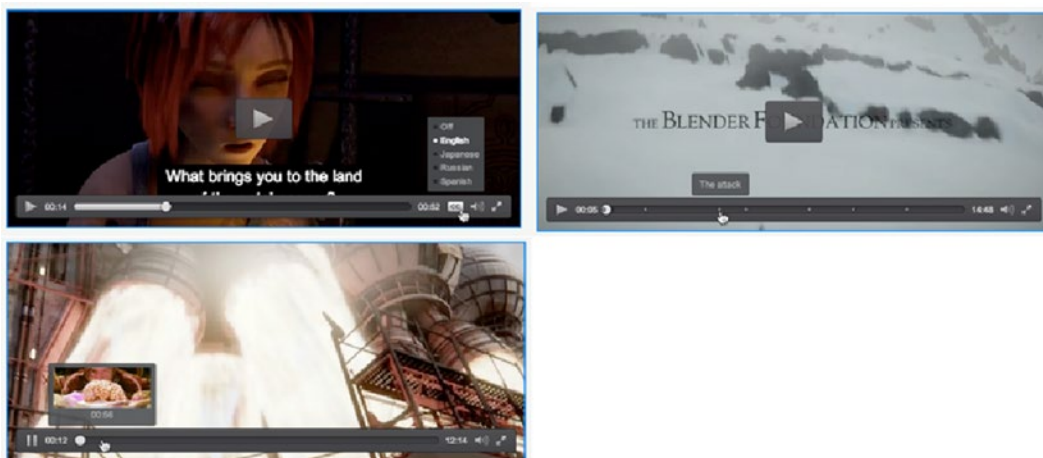 Off
English
Japanese
Russian
Spanish
What brings you to the land
00:14
00:52
CC
THE BLENDER FOUNDATION PRESENTS
The attack
00:05
14:48
00:56
00:12
12:14